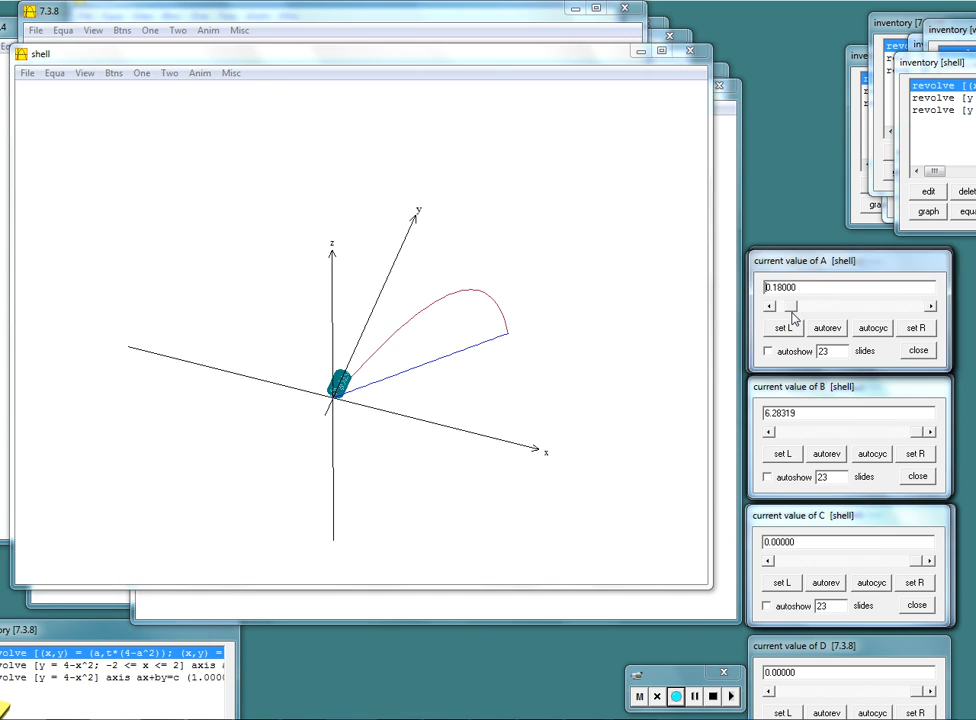 7.3.8
File Equa View Btns One Two Anim Misc
shell
File Equa View Btns One Two Anim Misc
y
z
x
inventory [7
inventory [w
inventory [shell]
revolve [(x
revolve [y
revolve [y
edit delet
graph equa
current value of A [shell]
0.18000
set L autorev autocyc set R
autoshow 23 slides close
current value of B [shell]
6.28319
set L autorev autocyc set R
autoshow 23 slides close
current value of C [shell]
0.00000
set L autorev autocyc set R
autoshow 23 slides close
current value of D [7.3.8]
0.00000
set L autorev autocyc set R
ory [7.3.8]
volve [(x,y) = (a,t*(4-a^2)); (x,y) =
volve [y = 4-x^2; -2 <= x <= 2] axis a
volve [y = 4-x^2] axis ax+by=c (1.000
M